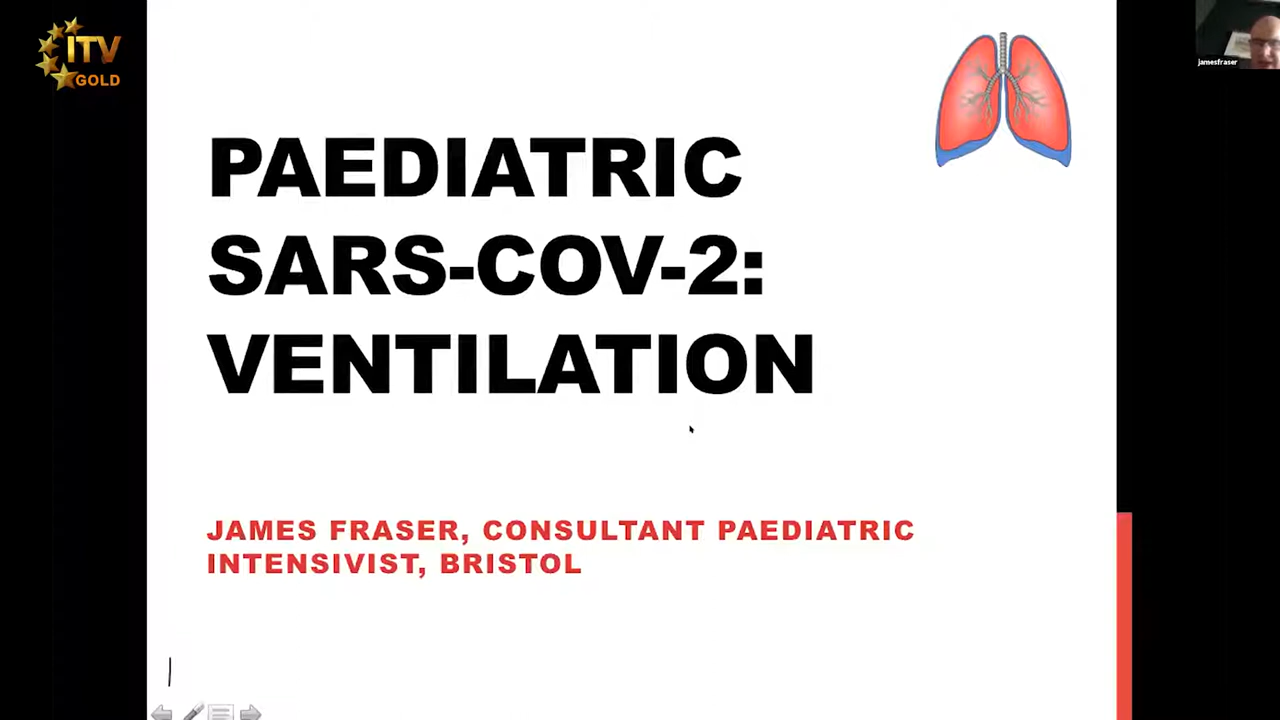 ITV
GOLD
jamesfraser
PAEDIATRIC
SARS-COV-2:
VENTILATION
JAMES FRASER, CONSULTANT PAEDIATRIC
INTENSIVIST, BRISTOL